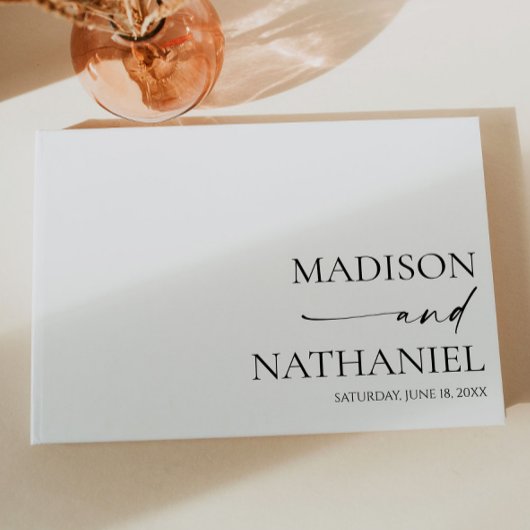 MADISON
and
NATHANIEL
SATURDAY, JUNE 18, 20XX